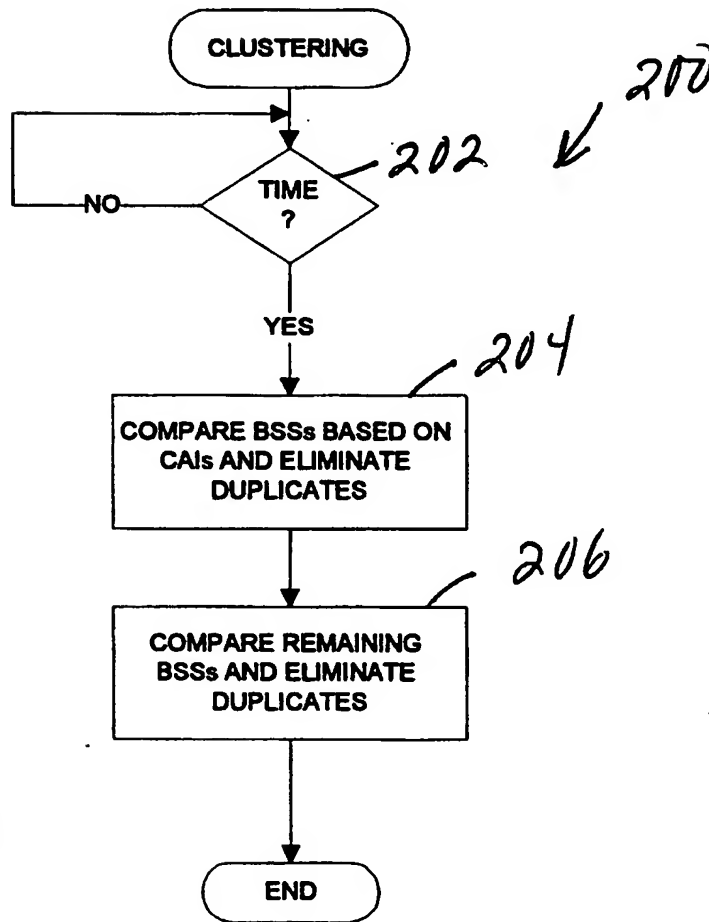 CLUSTERING
200
202
TIME
?
NO
YES
204
COMPARE BSSs BASED ON
CAIs AND ELIMINATE
DUPLICATES
206
COMPARE REMAINING
BSSs AND ELIMINATE
DUPLICATES
END